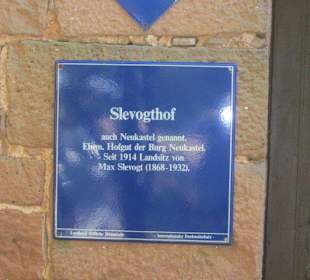 Slevogthof
auch Neukastel genannt.
Ehem. Hofgut der Burg Neukastel.
Seit 1914 Landsitz von
Max Slevogt (1868-1932).